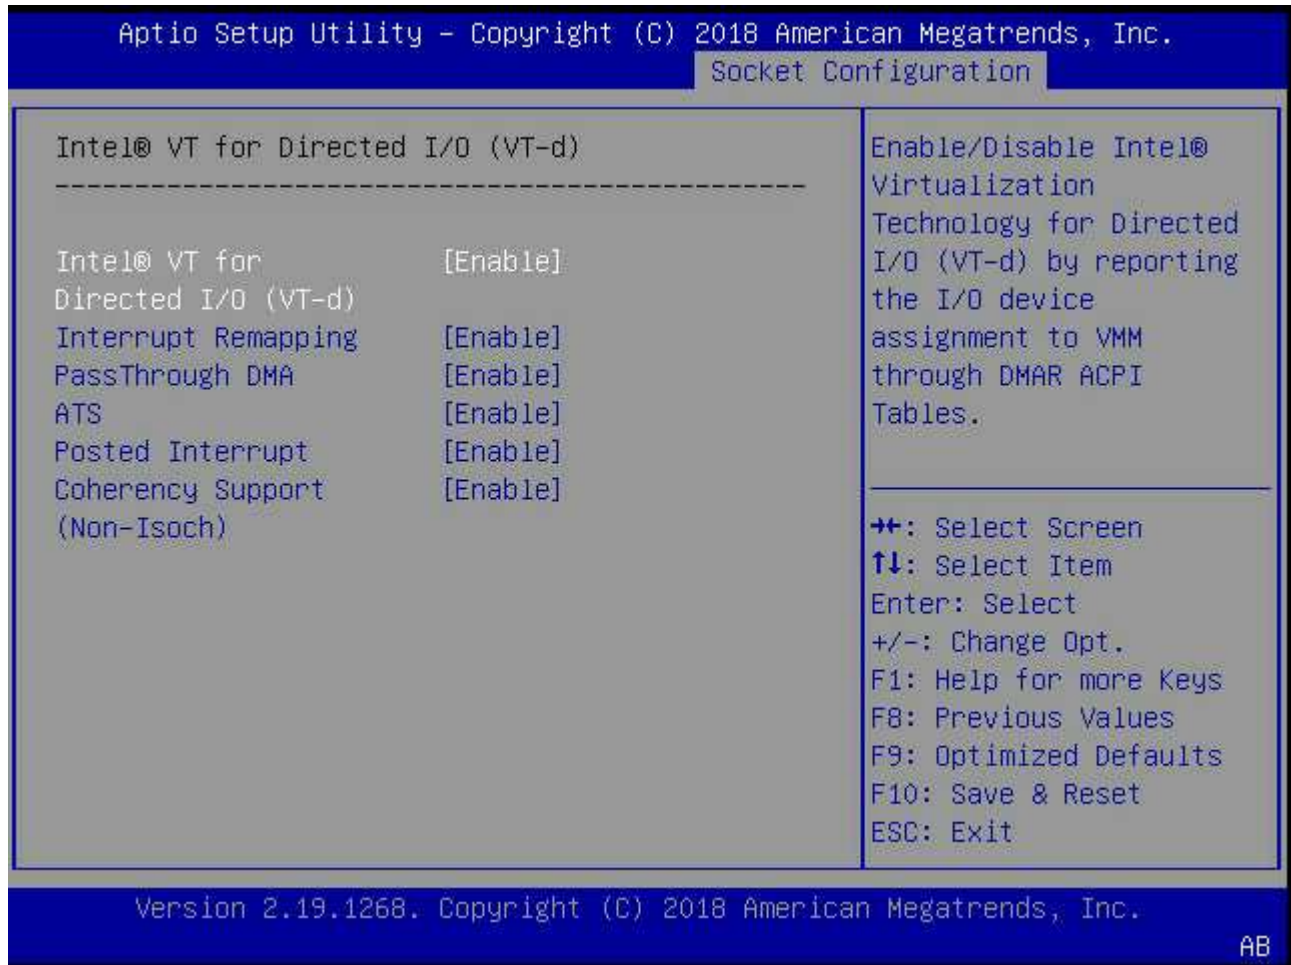 Aptio Setup Utility – Copyright (C) 2018 American Megatrends, Inc.
Socket Configuration
Intel® VT for Directed I/O (VT-d)
-----------------------------------------------
Intel® VT for [Enable]
Directed I/O (VT-d)
Interrupt Remapping [Enable]
PassThrough DMA [Enable]
ATS [Enable]
Posted Interrupt [Enable]
Coherency Support [Enable]
(Non-Isoch)
Enable/Disable Intel®
Virtualization
Technology for Directed
I/O (VT-d) by reporting
the I/O device
assignment to VMM
through DMAR ACPI
Tables.
→←: Select Screen
↑↓: Select Item
Enter: Select
+/-: Change Opt.
F1: Help for more Keys
F8: Previous Values
F9: Optimized Defaults
F10: Save & Reset
ESC: Exit
Version 2.19.1268. Copyright (C) 2018 American Megatrends, Inc.
AB